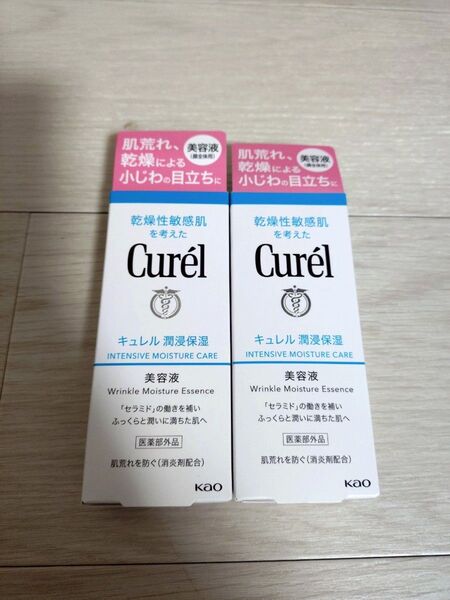 肌荒れ、
乾燥による
小じわの目立ちに
美容液
(顔全体用)
乾燥性敏感肌
を考えた
Curél
キュレル 潤浸保湿
INTENSIVE MOISTURE CARE
美容液
Wrinkle Moisture Essence
「セラミド」の働きを補い
ふっくらと潤いに満ちた肌へ
医薬部外品
肌荒れを防ぐ(消炎剤配合)
Kao
肌荒れ、
乾燥による
小じわの目立ちに
美容液
(顔全体用)
乾燥性敏感肌
を考えた
Curél
キュレル 潤浸保湿
INTENSIVE MOISTURE CARE
美容液
Wrinkle Moisture Essence
「セラミド」の働きを補い
ふっくらと潤いに満ちた肌へ
医薬部外品
肌荒れを防ぐ(消炎剤配合)
Kao